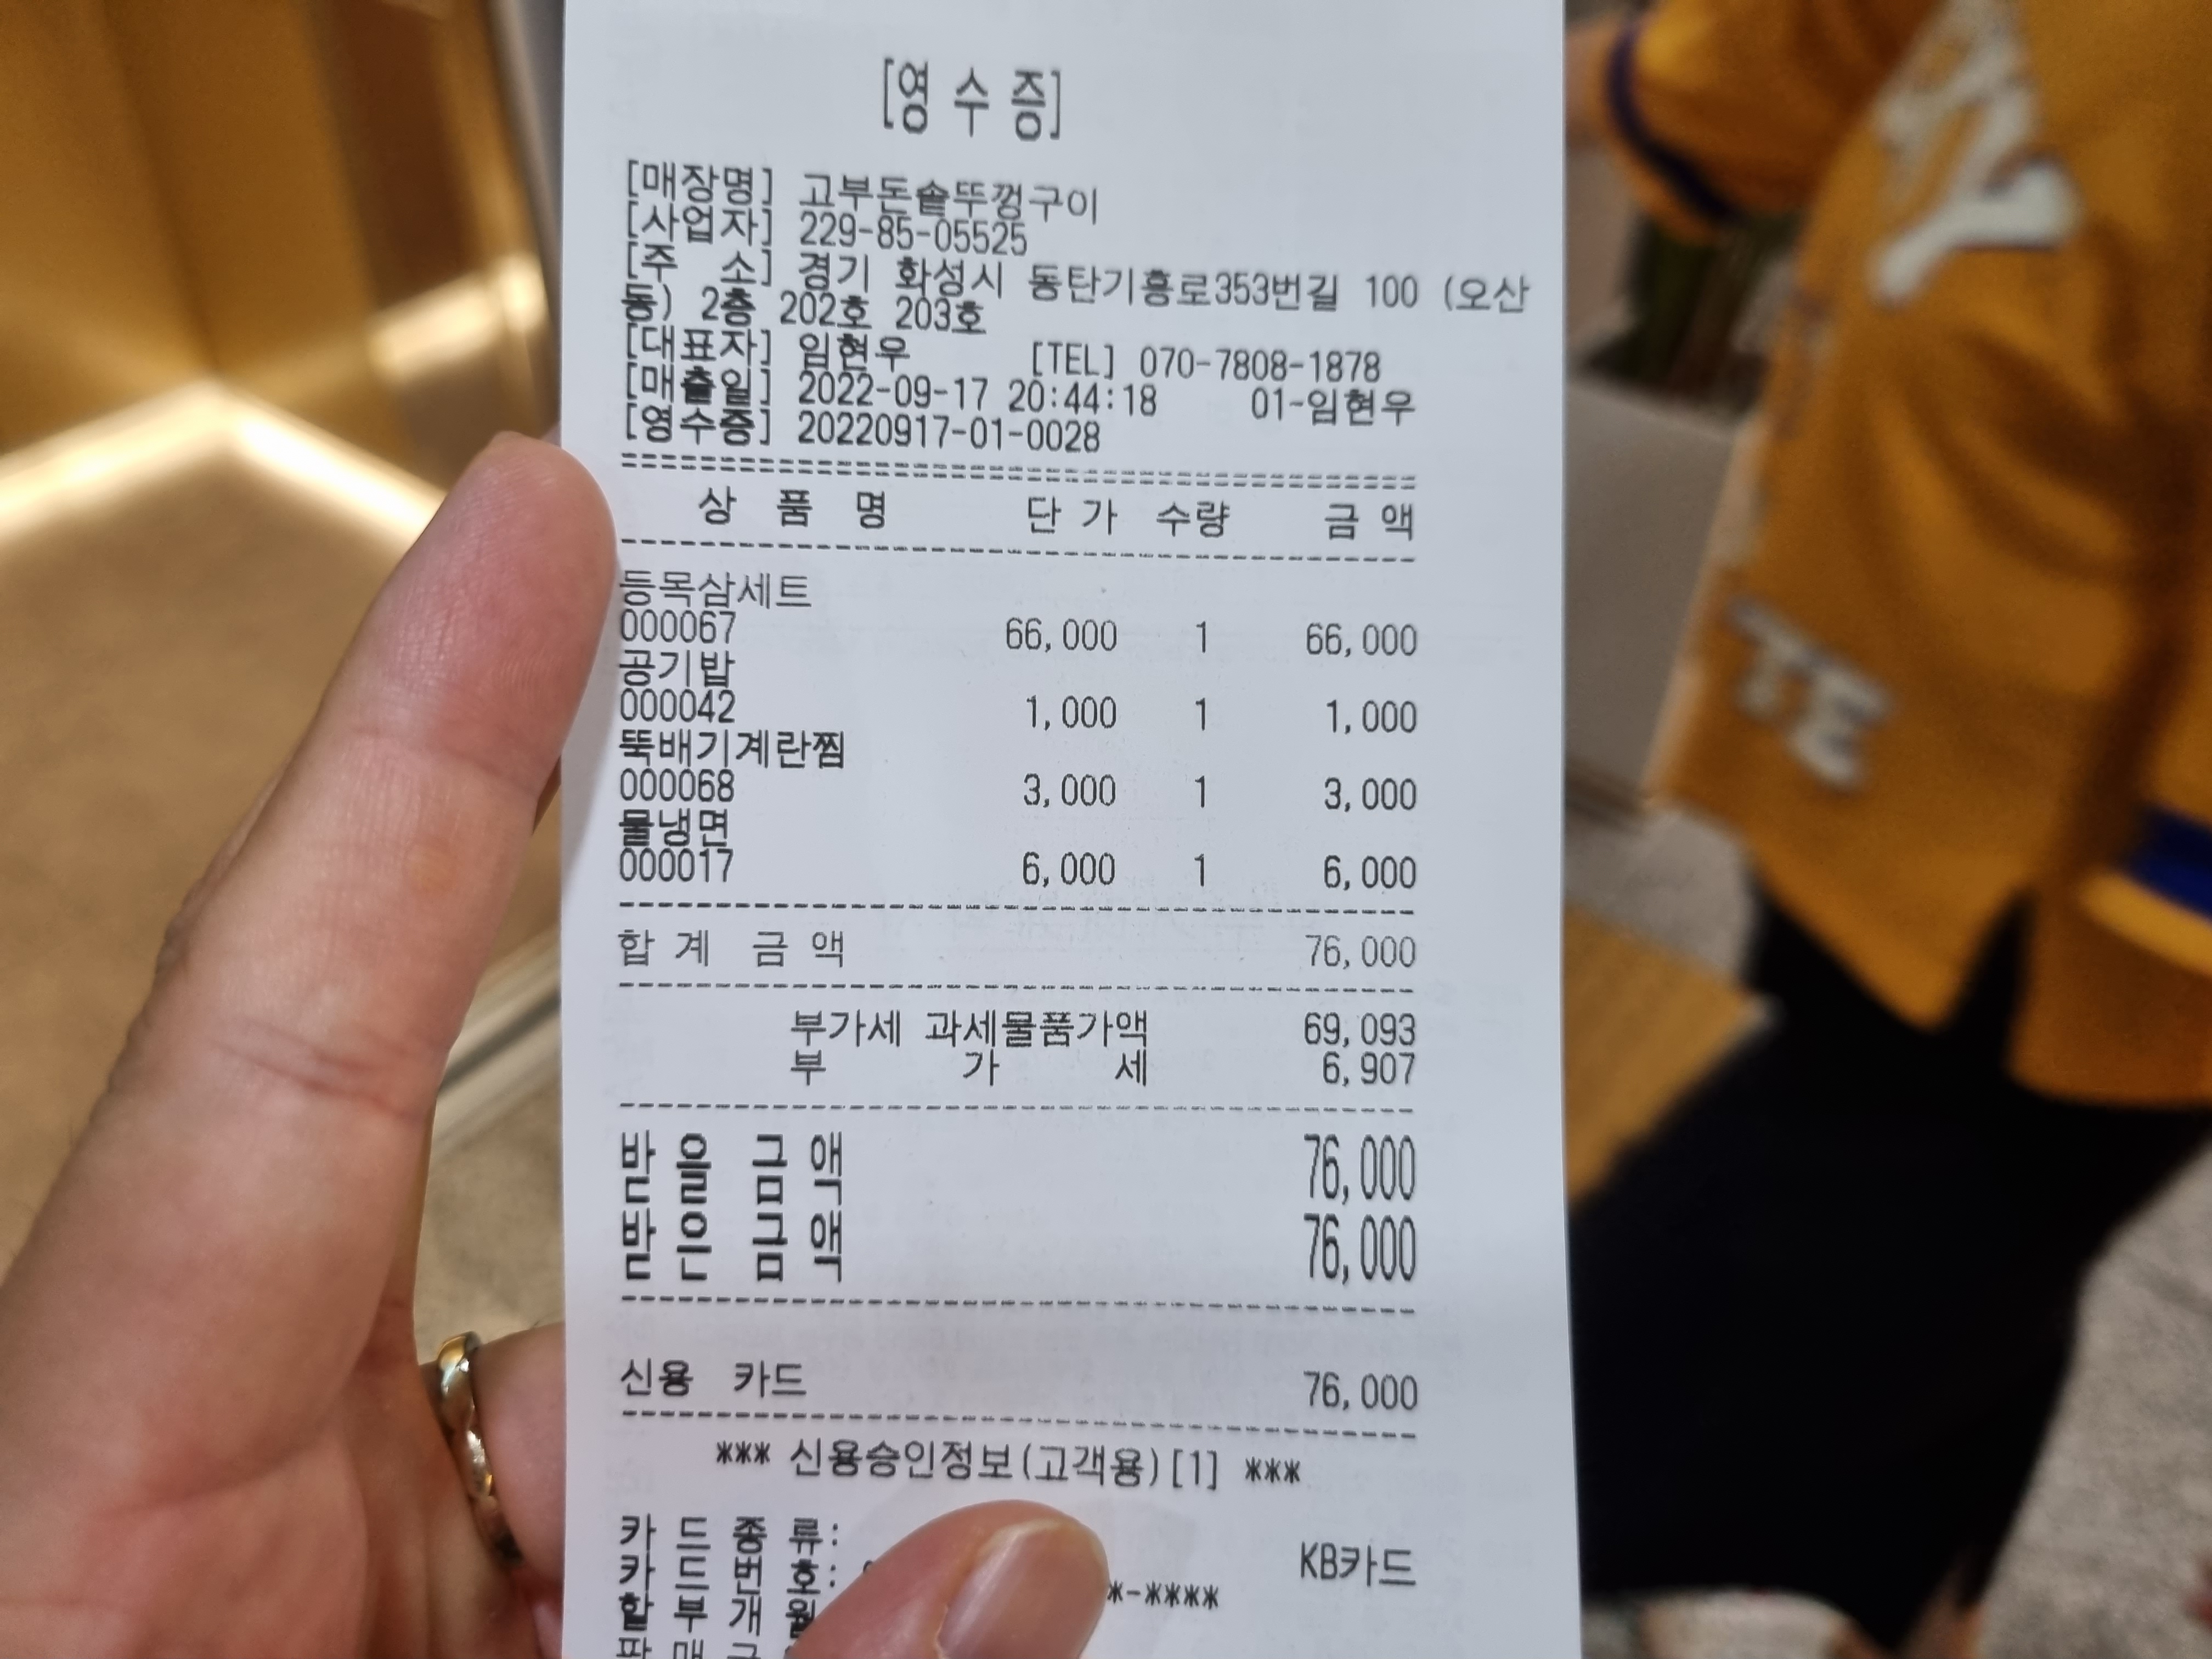 [영 수 증]
[매장명] 고부돈솥뚜껑구이
[사업자] 229-85-05525
[주 소] 경기 화성시 동탄기흥로353번길 100 (오산
동) 2층 202호 203호
[대표자] 임현우 [TEL] 070-7808-1878
[매출일] 2022-09-17 20:44:18 01-임현우
[영수증] 20220917-01-0028
상 품 명 단 가 수량 금 액
등목삼세트
000067 66,000 1 66,000
공기밥
000042 1,000 1 1,000
뚝배기계란찜
000068 3,000 1 3,000
물냉면
000017 6,000 1 6,000
합 계 금 액 76,000
부가세 과세물품가액 69,093
부 가 세 6,907
받 을 금 액 76,000
받 은 금 액 76,000
신용 카드 76,000
*** 신용승인정보(고객용)[1] ***
카 드 종 류: KB카드
카 드 번 호: *-****
할 부 개 월
판 매
TE